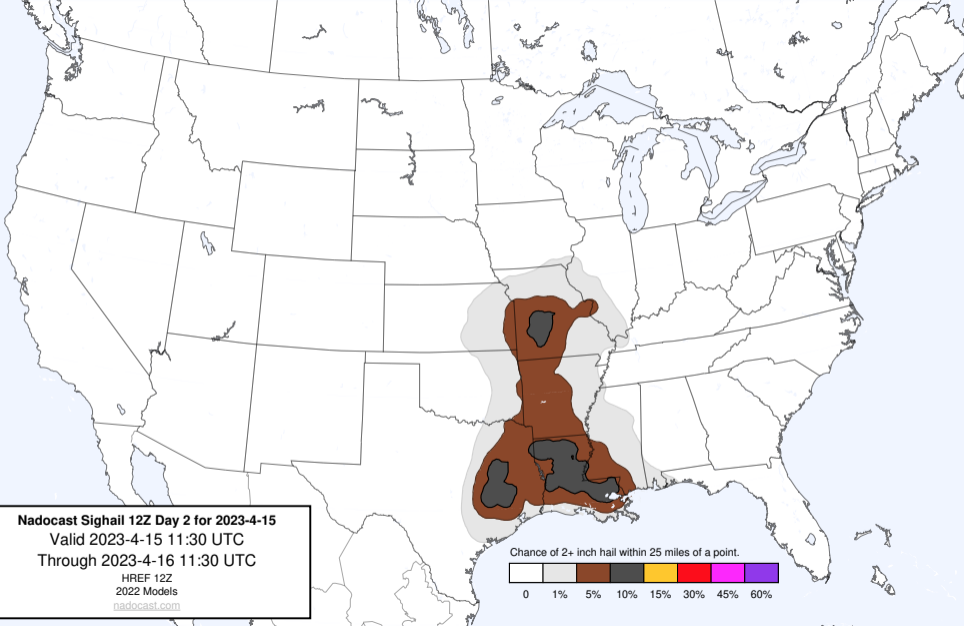 Nadocast Sighail 12Z Day 2 for 2023-4-15
Valid 2023-4-15 11:30 UTC
Through 2023-4-16 11:30 UTC
HREF 12Z
2022 Models
nadocast.com
Chance of 2+ inch hail within 25 miles of a point.
0 1% 5% 10% 15% 30% 45% 60%